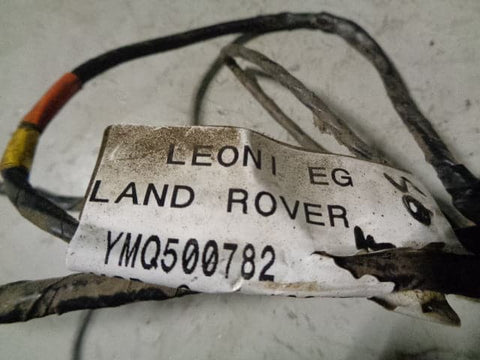 LEONI EG
LAND ROVER
YMQ500782